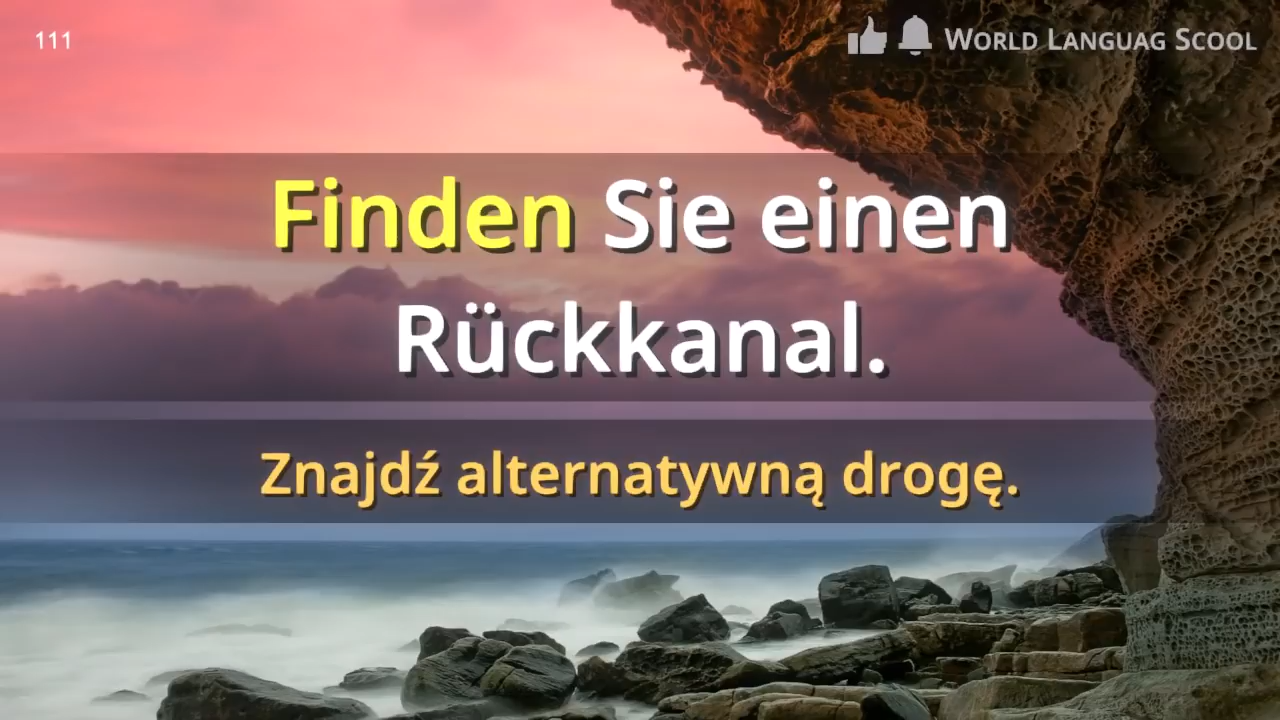 111
WORLD LANGUAG SCOOL
Finden Sie einen
Rückkanal.
Znajdź alternatywną drogę.